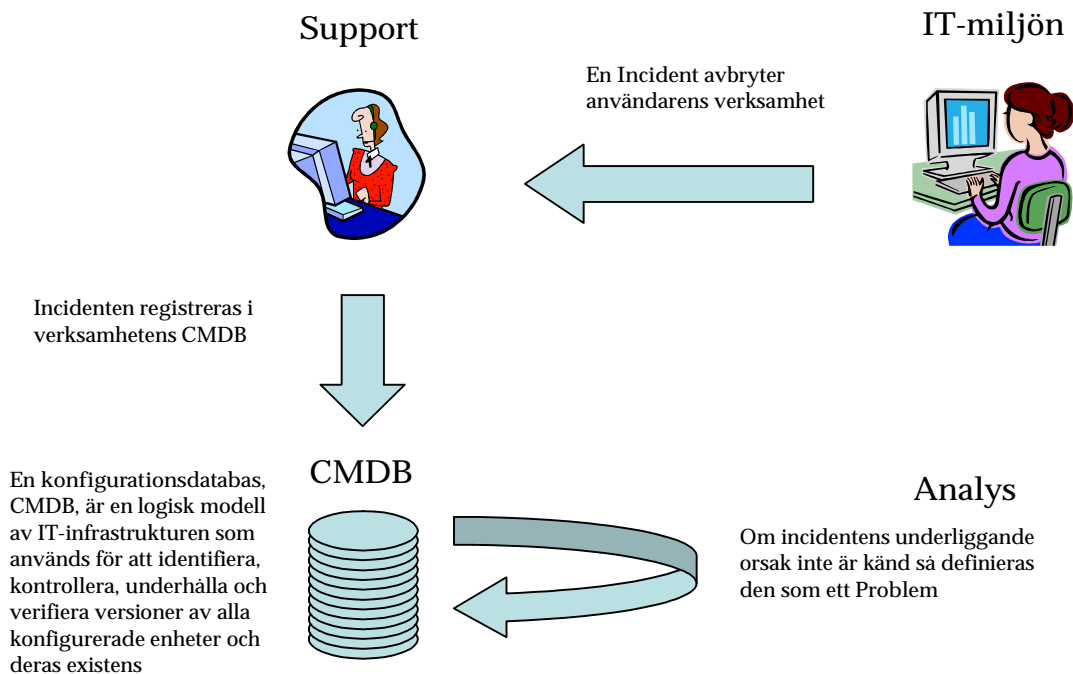 Support
IT-miljön
En Incident avbryter
användarens verksamhet
Incidenten registreras i
verksamhetens CMDB
CMDB
En konfigurationsdatabas,
CMDB, är en logisk modell
av IT-infrastrukturen som
används för att identifiera,
kontrollera, underhålla och
verifiera versioner av alla
konfigurerade enheter och
deras existens
Analys
Om incidentens underliggande
orsak inte är känd så definieras
den som ett Problem